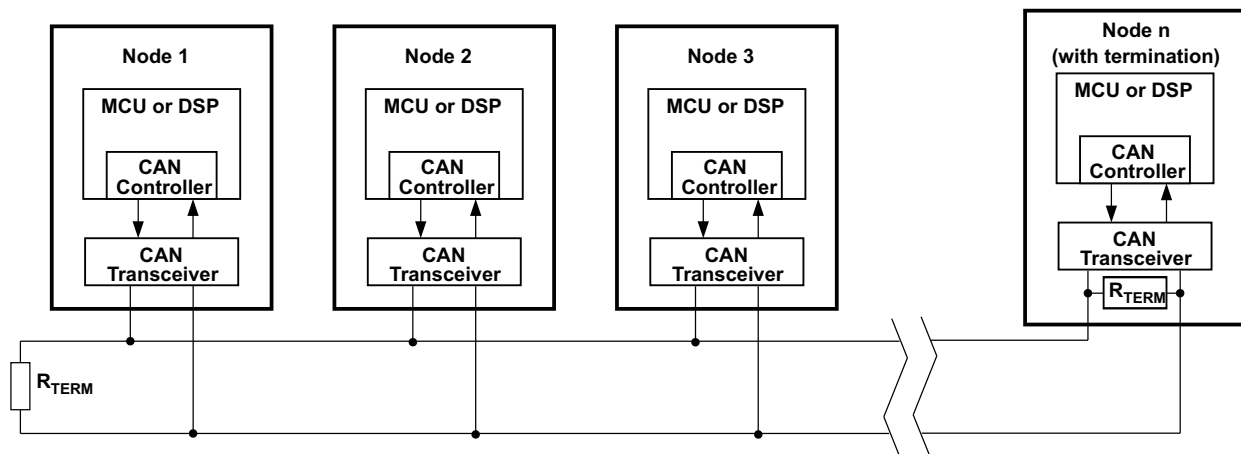 Node 1
MCU or DSP
CAN
Controller
CAN
Transceiver
Node 2
MCU or DSP
CAN
Controller
CAN
Transceiver
Node 3
MCU or DSP
CAN
Controller
CAN
Transceiver
Node n
(with termination)
MCU or DSP
CAN
Controller
CAN
Transceiver
RTERM
RTERM